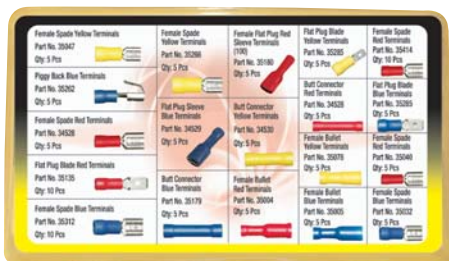 Female Spade Yellow Terminals
Part No. 35047
Qty: 5 Pcs
Piggy Back Blue Terminals
Part No. 35262
Qty: 5 Pcs
Female Spade Red Terminals
Part No. 34528
Qty: 5 Pcs
Flat Plug Blade Red Terminals
Part No. 35135
Qty: 10 Pcs
Female Spade Blue Terminals
Part No. 35312
Qty: 10 Pcs
Female Spade
Yellow Terminals
Part No. 35266
Qty: 5 Pcs
Flat Plug Sleeve
Blue Terminals
Part No. 34529
Qty: 5 Pcs
Butt Connector
Blue Terminals
Part No. 35179
Qty: 5 Pcs
Female Flat Plug Red
Sleeve Terminals
(100)
Part No. 35180
Qty: 5 Pcs
Butt Connector
Yellow Terminals
Part No. 34530
Qty: 5 Pcs
Female Bullet
Red Terminals
Part No. 35004
Qty: 5 Pcs
Flat Plug Blade
Yellow Terminals
Part No. 35285
Qty: 5 Pcs
Butt Connector
Red Terminals
Part No. 34526
Qty: 5 Pcs
Female Bullet
Yellow Terminals
Part No. 35076
Qty: 5 Pcs
Female Bullet
Blue Terminals
Part No. 35005
Qty: 5 Pcs
Female Spade
Red Terminals
Part No. 35414
Qty: 10 Pcs
Flat Plug Blade
Blue Terminals
Part No. 35265
Qty: 5 Pcs
Female Spade
Red Terminals
Part No. 35046
Qty: 10 Pcs
Female Spade
Blue Terminals
Part No. 35032
Qty: 5 Pcs